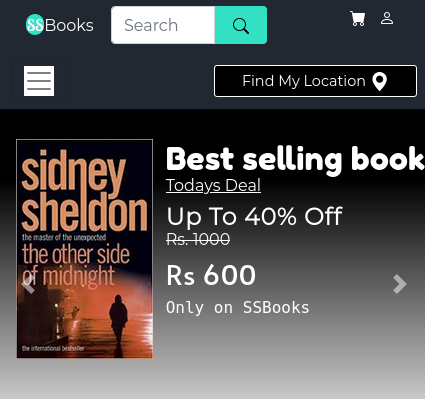 SSBooks
Search
Find My Location
sidney
sheldon
the master of the unexpected
the other side
of midnight
the international bestseller
Best selling book
Todays Deal
Up To 40% Off
Rs. 1000
Rs 600
Only on SSBooks